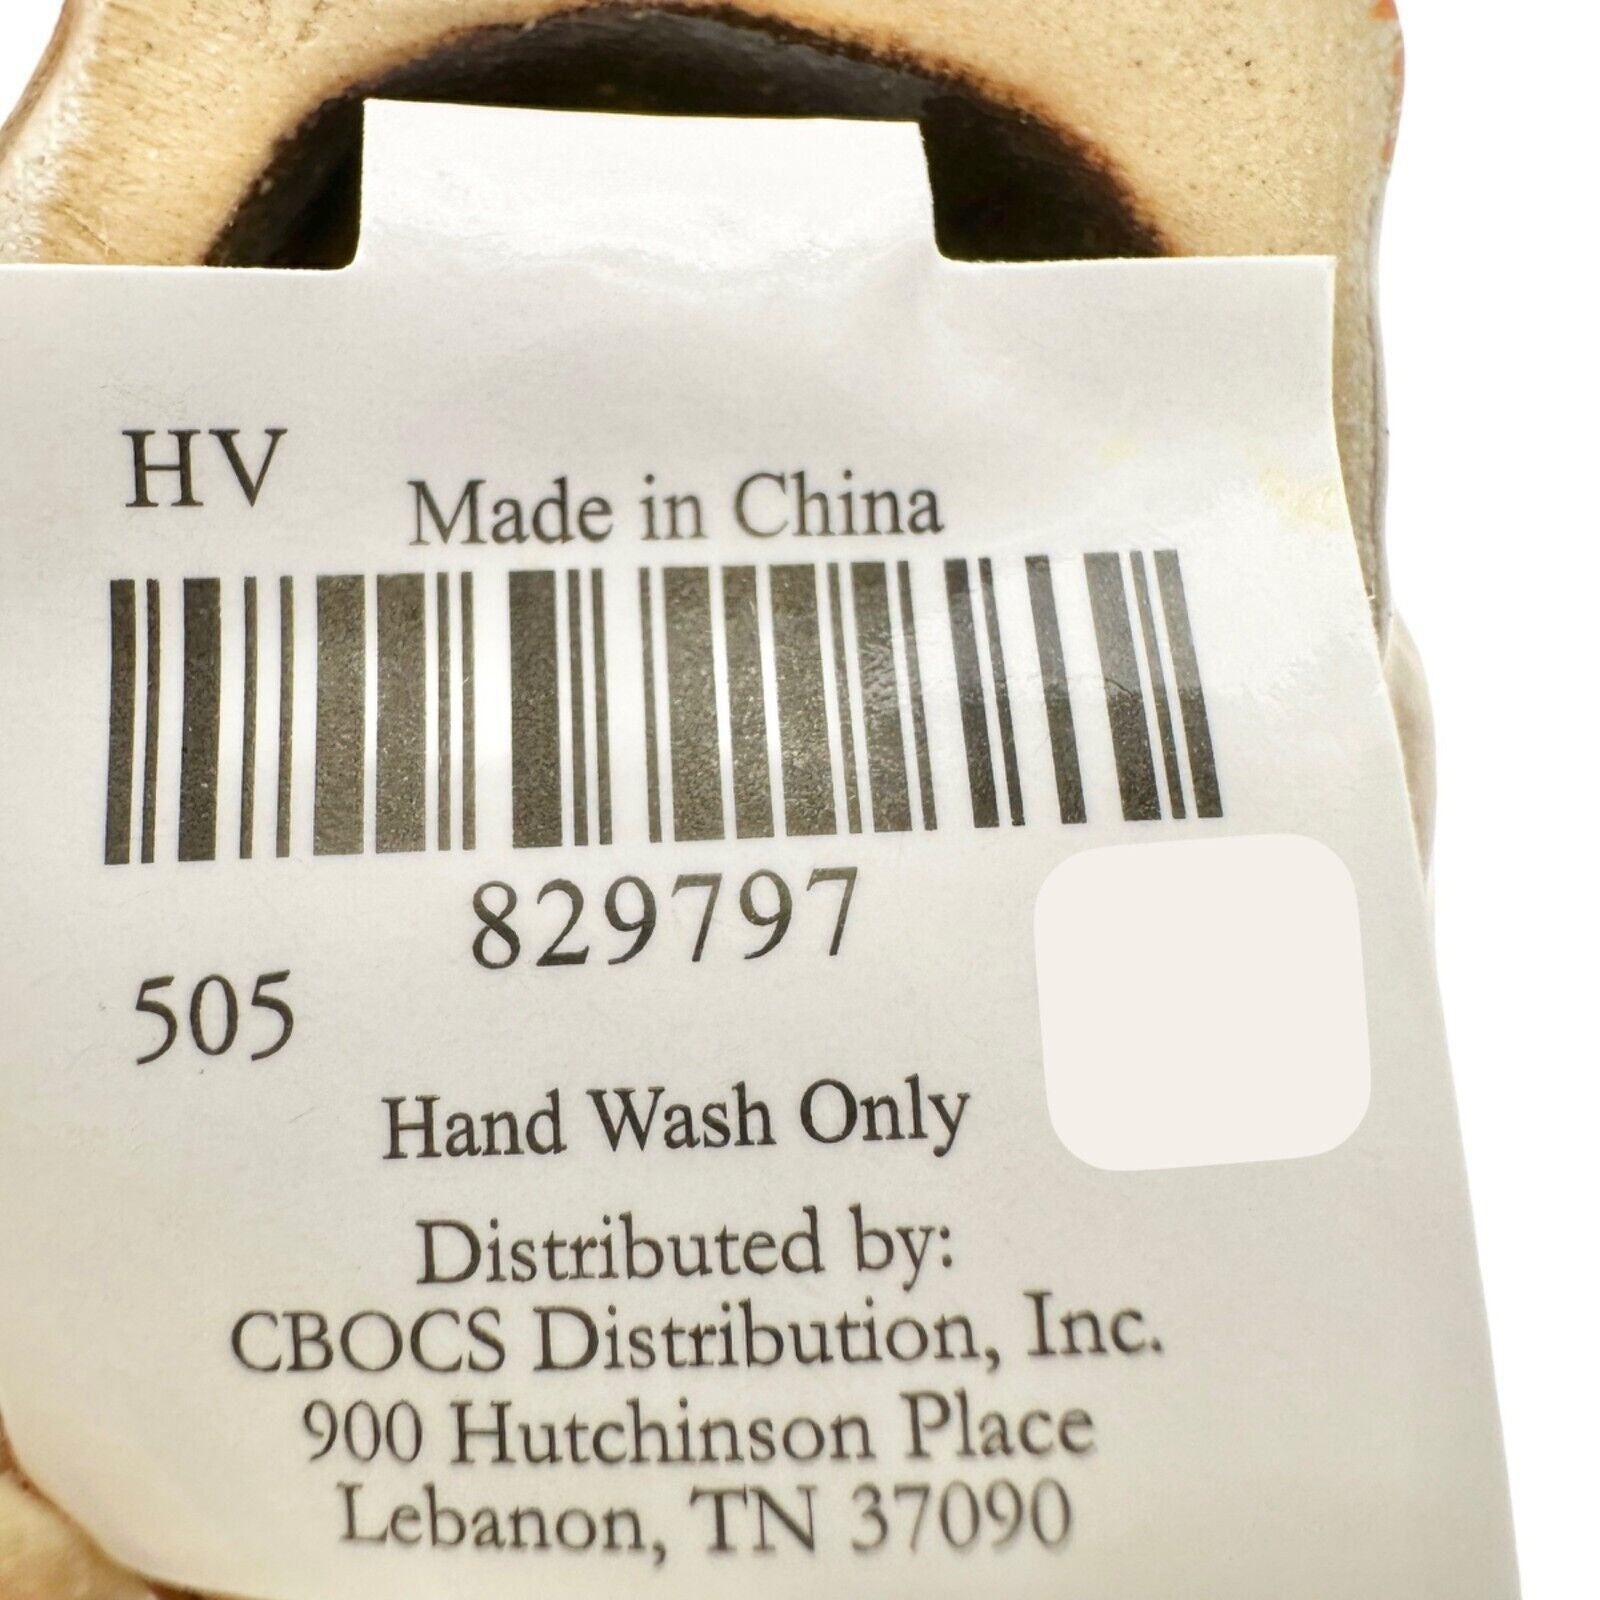 HV
Made in China
829797
505
Hand Wash Only
Distributed by:
CBOCS Distribution, Inc.
900 Hutchinson Place
Lebanon, TN 37090